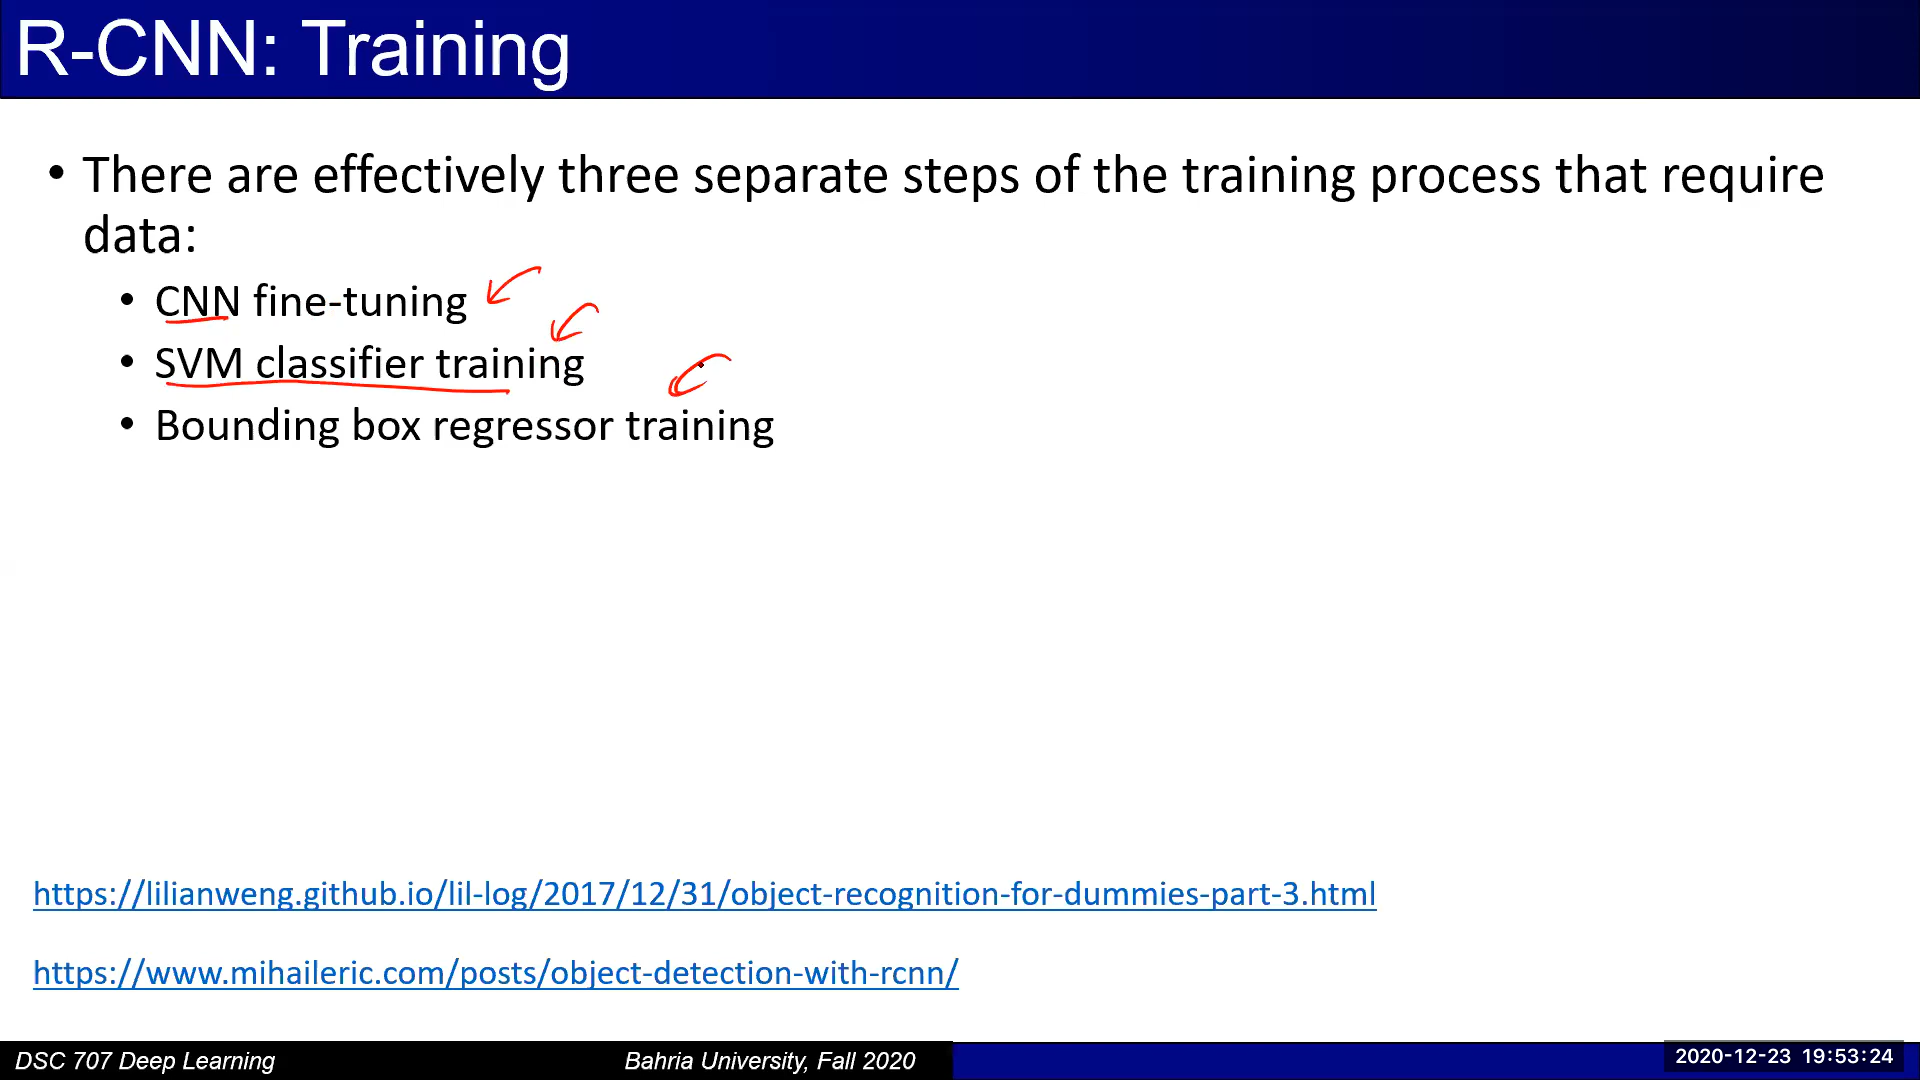 R-CNN: Training
• There are effectively three separate steps of the training process that require
data:
• CNN fine-tuning
• SVM classifier training
• Bounding box regressor training
https://lilianweng.github.io/lil-log/2017/12/31/object-recognition-for-dummies-part-3.html
https://www.mihaileric.com/posts/object-detection-with-rcnn/
DSC 707 Deep Learning
Bahria University, Fall 2020
2020-12-23 19:53:24